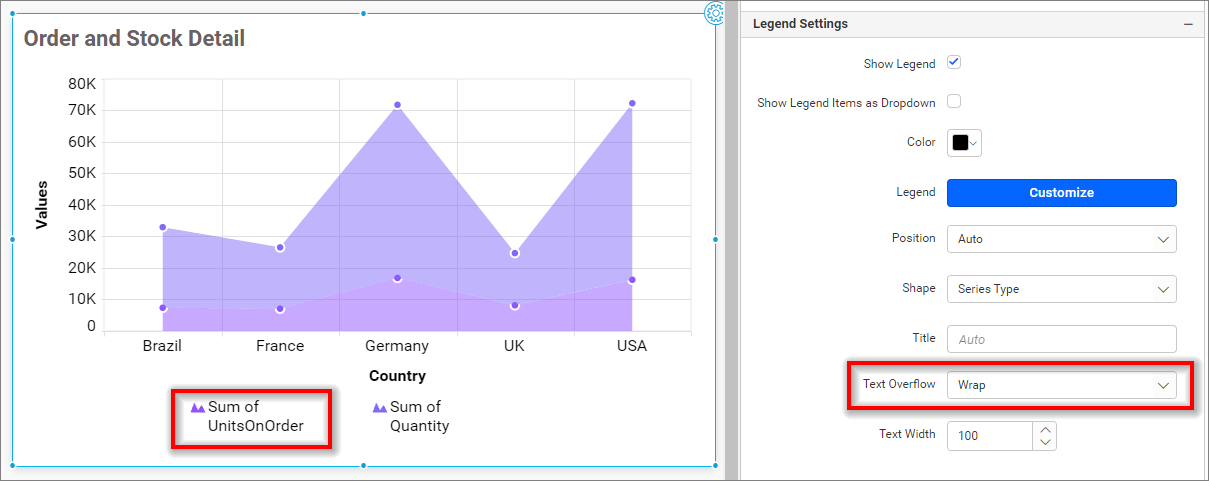 Order and Stock Detail
80K
70K
60K
50K
40K
30K
20K
10K
0
Values
Brazil France Germany UK USA
Country
Sum of
UnitsOnOrder
Sum of
Quantity
Legend Settings
Show Legend
Show Legend Items as Dropdown
Color
Legend Customize
Position Auto
Shape Series Type
Title Auto
Text Overflow Wrap
Text Width 100